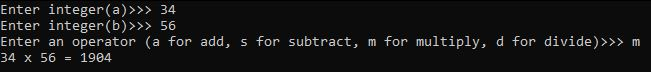 Enter integer(a)>>> 34
Enter integer(b)>>> 56
Enter an operator (a for add, s for subtract, m for multiply, d for divide)>>> m
34 x 56 = 1904